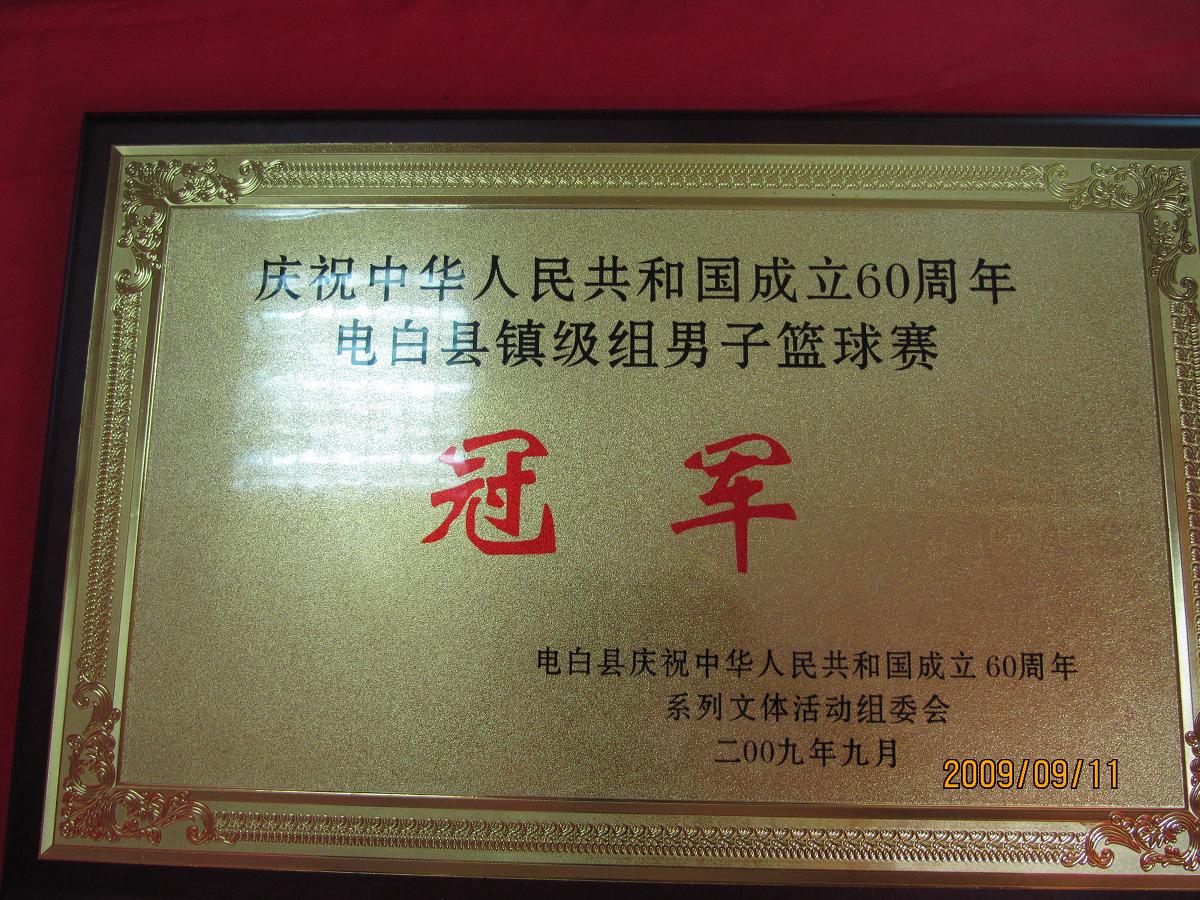 庆祝中华人民共和国成立60周年
电白县镇级组男子篮球赛
冠 军
电白县庆祝中华人民共和国成立 60周年
系列文体活动组委会
二00九年九月
2009/09/11